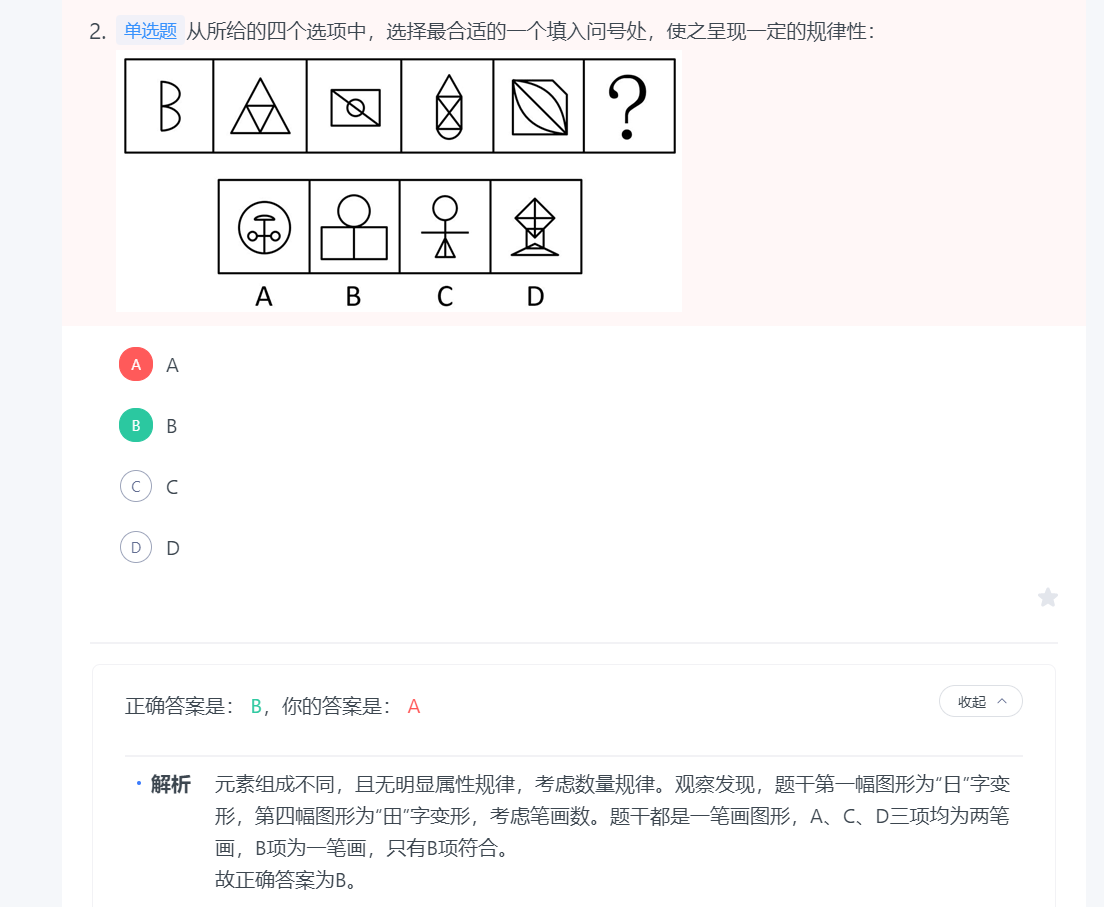 2. 单选题 从所给的四个选项中，选择最合适的一个填入问号处，使之呈现一定的规律性：
?
A B C D
A A
B B
C C
D D
正确答案是： B，你的答案是： A
收起
· 解析 元素组成不同，且无明显属性规律，考虑数量规律。观察发现，题干第一幅图形为“日”字变
形，第四幅图形为“田”字变形，考虑笔画数。题干都是一笔画图形，A、C、D三项均为两笔
画，B项为一笔画，只有B项符合。
故正确答案为B。